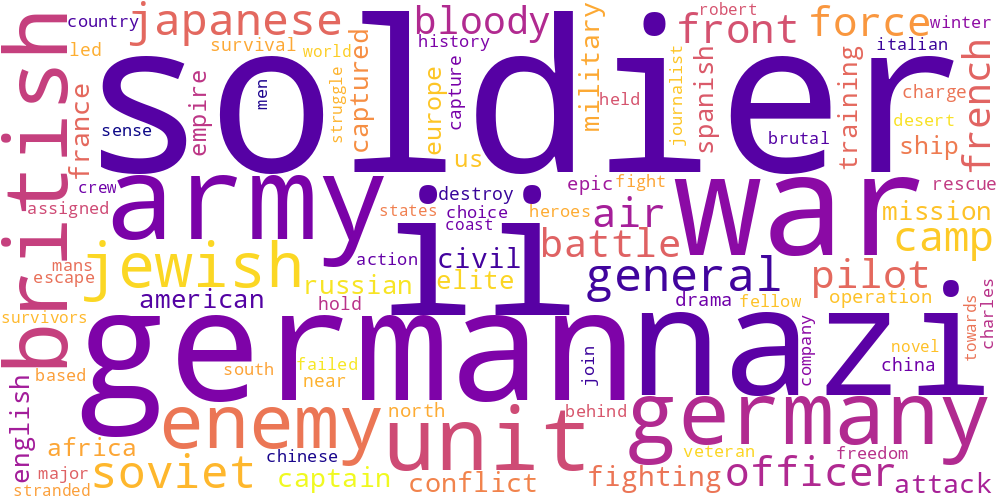 country
japanese
bloody
front
robert
force
winter
led
survival
world
history
italian
british
soldier
france
empire
men
struggle
captured
europe
capture
military
held
journalist
spanish
training
charge
desert
french
sense
brutal
ship
us
crew
army
destroy
epic
fight
war
rescue
assigned
states
choice
heroes
air
mission
coast
ii
battle
camp
mans
escape
jewish
action
civil
russian
elite
general
pilot
american
hold
drama
fellow
operation
towards
charles
survivors
german
nazi
failed
near
south
join
company
novel
china
based
english
enemy
north
unit
behind
germany
africa
chinese
veteran
freedom
major
stranded
soviet
captain
conflict
fighting
officer
attack